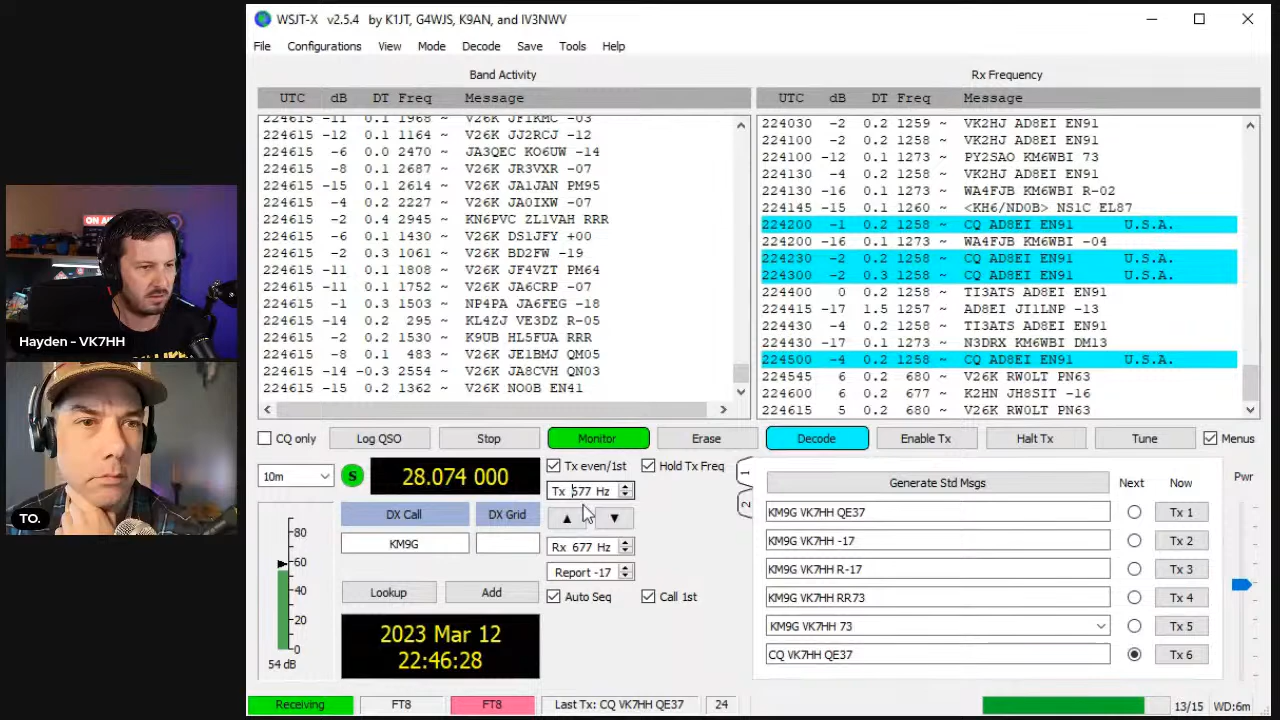 WSJT-X v2.5.4 by K1JT, G4WJS, K9AN, and IV3NWV
File Configurations View Mode Decode Save Tools Help
Band Activity
UTC dB DT Freq Message
224615 -11 0.1 1968 ~ V26K JF1KMC -03
224615 -12 0.1 1164 ~ V26K JJ2RCJ -12
224615 -6 0.0 2470 ~ JA3QEC KO6UW -14
224615 -8 0.1 2687 ~ V26K JR3VXR -07
224615 -15 0.1 2614 ~ V26K JA1JAN PM95
224615 -4 0.2 2227 ~ V26K JA0IXW -07
224615 -2 0.4 2945 ~ KN6PVC ZL1VAH RRR
224615 -6 0.1 1430 ~ V26K DS1JFY +00
224615 -2 0.3 1061 ~ V26K BD2FW -19
224615 -11 0.1 1808 ~ V26K JF4VZT PM64
224615 -11 0.1 1752 ~ V26K JA6CRP -07
224615 -1 0.3 1503 ~ NP4PA JA6FEG -18
224615 -14 0.2 295 ~ KL4ZJ VE3DZ R-05
224615 -2 0.2 1530 ~ K9UB HL5FUA RRR
224615 -8 0.1 483 ~ V26K JE1BMJ QM05
224615 -14 -0.3 2554 ~ V26K JA8CVH QN03
224615 -15 0.2 1362 ~ V26K NO0B EN41
Rx Frequency
UTC dB DT Freq Message
224030 -2 0.2 1259 ~ VK2HJ AD8EI EN91
224100 -2 0.2 1258 ~ VK2HJ AD8EI EN91
224100 -12 0.1 1273 ~ PY2SAO KM6WBI 73
224130 -4 0.2 1258 ~ VK2HJ AD8EI EN91
224130 -16 0.1 1273 ~ WA4FJB KM6WBI R-02
224145 -15 0.1 1260 ~ <KH6/ND0B> NS1C EL87
224200 -1 0.2 1258 ~ CQ AD8EI EN91 U.S.A.
224200 -16 0.1 1273 ~ WA4FJB KM6WBI -04
224230 -2 0.2 1258 ~ CQ AD8EI EN91 U.S.A.
224300 -2 0.3 1258 ~ CQ AD8EI EN91 U.S.A.
224400 0 0.2 1258 ~ TI3ATS AD8EI EN91
224415 -17 1.5 1257 ~ AD8EI JI1LNP -13
224430 -4 0.2 1258 ~ TI3ATS AD8EI EN91
224430 -17 0.1 1273 ~ N3DRX KM6WBI DM13
224500 -4 0.2 1258 ~ CQ AD8EI EN91 U.S.A.
224545 6 0.2 680 ~ V26K RW0LT PN63
224600 6 0.2 677 ~ K2HN JH8SIT -16
224615 5 0.2 680 ~ V26K RW0LT PN63
ON A
Hayden - VK7HH
TO.
CQ only Log QSO Stop Monitor Erase Decode Enable Tx Halt Tx Tune Menus
10m S 28.074 000
Tx even/1st Hold Tx Freq
Tx 677 Hz
Rx 677 Hz
Report -17
Auto Seq Call 1st
DX Call DX Grid
KM9G
Lookup Add
2023 Mar 12
22:46:28
80
60
40
20
0
54 dB
1
2
Generate Std Msgs Next Now Pwr
KM9G VK7HH QE37 Tx 1
KM9G VK7HH -17 Tx 2
KM9G VK7HH R-17 Tx 3
KM9G VK7HH RR73 Tx 4
KM9G VK7HH 73 Tx 5
CQ VK7HH QE37 Tx 6
Receiving FT8 FT8 Last Tx: CQ VK7HH QE37 24 13/15 WD:6m